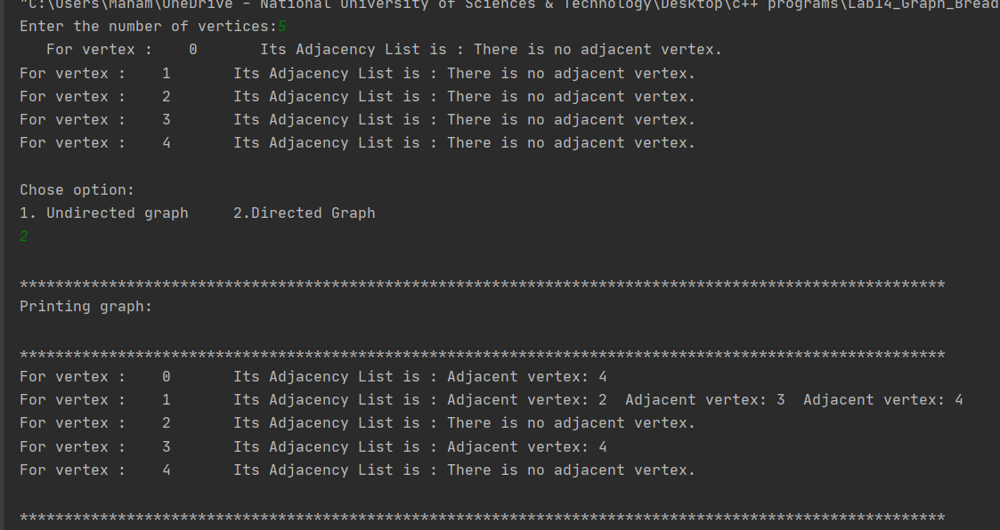 "C:\Users\Maham\OneDrive - National University of Sciences & Technology\Desktop\c++ programs\Lab14_Graph_Bread
Enter the number of vertices:5
   For vertex :    0       Its Adjacency List is : There is no adjacent vertex.
For vertex :    1       Its Adjacency List is : There is no adjacent vertex.
For vertex :    2       Its Adjacency List is : There is no adjacent vertex.
For vertex :    3       Its Adjacency List is : There is no adjacent vertex.
For vertex :    4       Its Adjacency List is : There is no adjacent vertex.
Chose option:
1. Undirected graph     2.Directed Graph
2
********************************************************************************************************
Printing graph:
********************************************************************************************************
For vertex :    0       Its Adjacency List is : Adjacent vertex: 4
For vertex :    1       Its Adjacency List is : Adjacent vertex: 2  Adjacent vertex: 3  Adjacent vertex: 4
For vertex :    2       Its Adjacency List is : There is no adjacent vertex.
For vertex :    3       Its Adjacency List is : Adjacent vertex: 4
For vertex :    4       Its Adjacency List is : There is no adjacent vertex.
********************************************************************************************************